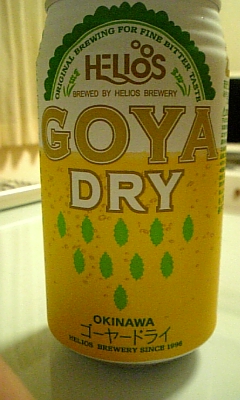 ORIGINAL BREWING FOR FINE BITTER TASTE
HELIOS
BREWED BY HELIOS BREWERY
GOYA
DRY
OKINAWA
ゴーヤードライ
HELIOS BREWERY SINCE 1996